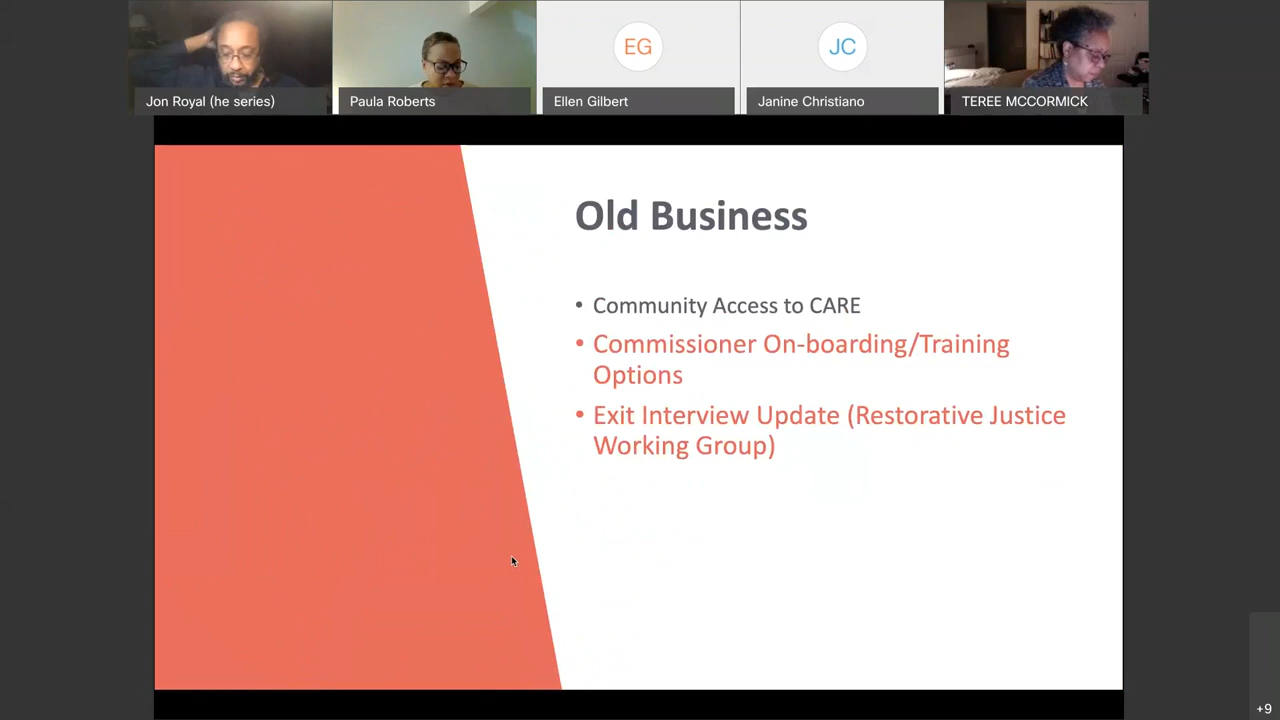 EG
JC
Jon Royal (he series)
Paula Roberts
Ellen Gilbert
Janine Christiano
TEREE MCCORMICK
Old Business
• Community Access to CARE
• Commissioner On-boarding/Training
Options
• Exit Interview Update (Restorative Justice
Working Group)
+9